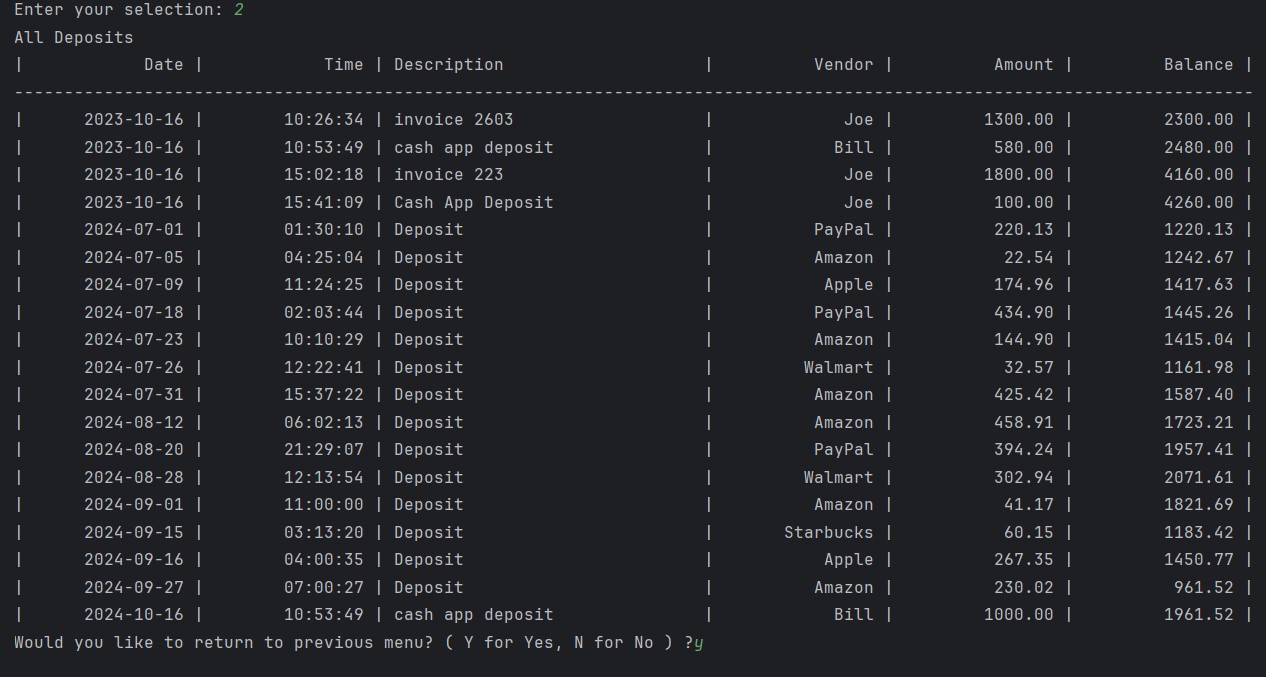 Enter your selection: 2
All Deposits
|            Date |            Time | Description                    |          Vendor |          Amount |         Balance |
----------------------------------------------------------------------------------------------------------------------------
|      2023-10-16 |        10:26:34 | invoice 2603                   |             Joe |         1300.00 |         2300.00 |
|      2023-10-16 |        10:53:49 | cash app deposit               |            Bill |          580.00 |         2480.00 |
|      2023-10-16 |        15:02:18 | invoice 223                    |             Joe |         1800.00 |         4160.00 |
|      2023-10-16 |        15:41:09 | Cash App Deposit               |             Joe |          100.00 |         4260.00 |
|      2024-07-01 |        01:30:10 | Deposit                        |          PayPal |          220.13 |         1220.13 |
|      2024-07-05 |        04:25:04 | Deposit                        |          Amazon |           22.54 |         1242.67 |
|      2024-07-09 |        11:24:25 | Deposit                        |           Apple |          174.96 |         1417.63 |
|      2024-07-18 |        02:03:44 | Deposit                        |          PayPal |          434.90 |         1445.26 |
|      2024-07-23 |        10:10:29 | Deposit                        |          Amazon |          144.90 |         1415.04 |
|      2024-07-26 |        12:22:41 | Deposit                        |         Walmart |           32.57 |         1161.98 |
|      2024-07-31 |        15:37:22 | Deposit                        |          Amazon |          425.42 |         1587.40 |
|      2024-08-12 |        06:02:13 | Deposit                        |          Amazon |          458.91 |         1723.21 |
|      2024-08-20 |        21:29:07 | Deposit                        |          PayPal |          394.24 |         1957.41 |
|      2024-08-28 |        12:13:54 | Deposit                        |         Walmart |          302.94 |         2071.61 |
|      2024-09-01 |        11:00:00 | Deposit                        |          Amazon |           41.17 |         1821.69 |
|      2024-09-15 |        03:13:20 | Deposit                        |       Starbucks |           60.15 |         1183.42 |
|      2024-09-16 |        04:00:35 | Deposit                        |           Apple |          267.35 |         1450.77 |
|      2024-09-27 |        07:00:27 | Deposit                        |          Amazon |          230.02 |          961.52 |
|      2024-10-16 |        10:53:49 | cash app deposit               |            Bill |         1000.00 |         1961.52 |
Would you like to return to previous menu? ( Y for Yes, N for No ) ?y